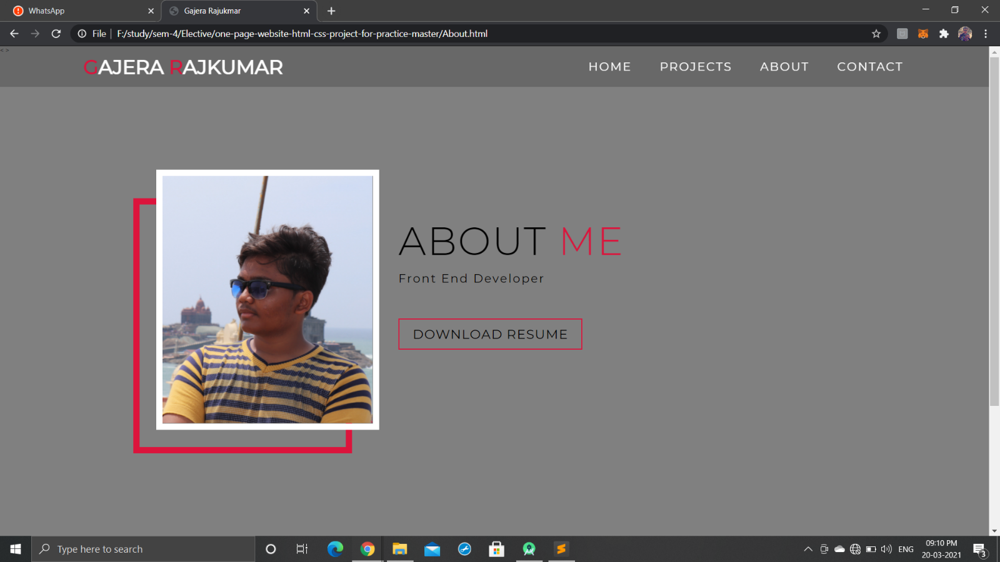 WhatsApp
Gajera Rajukmar
File
F:/study/sem-4/Elective/one-page-website-html-css-project-for-practice-master/About.html
< >
GAJERA RAJKUMAR
HOME PROJECTS ABOUT CONTACT
ABOUT ME
Front End Developer
DOWNLOAD RESUME
Type here to search
ENG
09:10 PM
20-03-2021
3